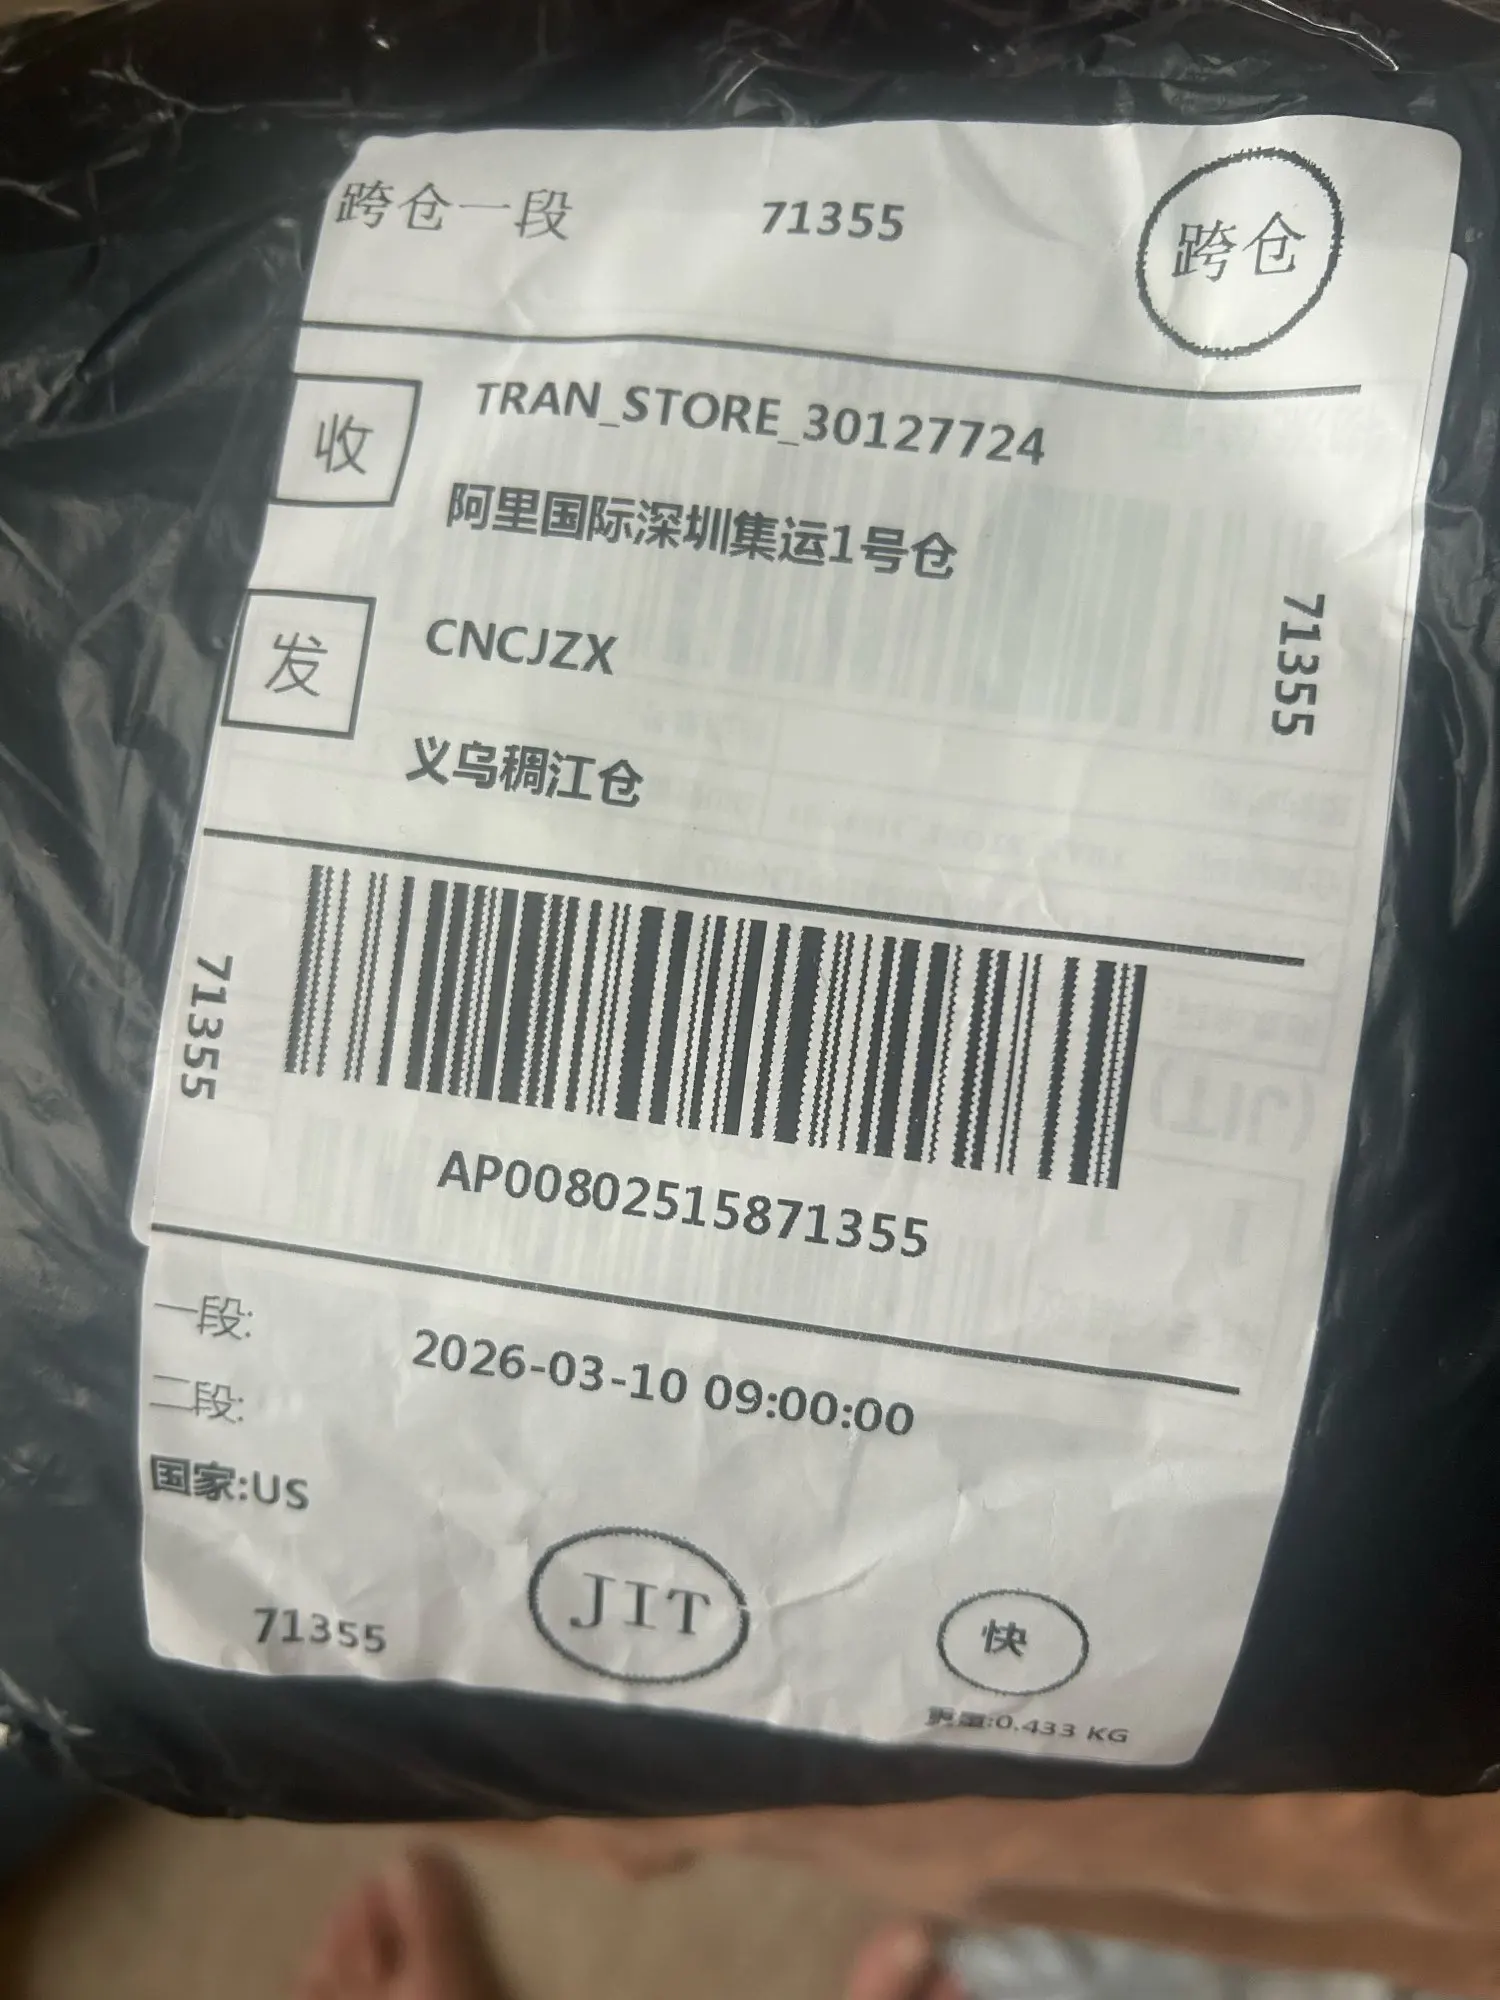 跨仓一段 71355 跨仓
收 TRAN_STORE_30127724
阿里国际深圳集运1号仓
71355
发 CNCJZX
义乌稠江仓
71355
AP00802515871355
一段: 2026-03-10 09:00:00
二段:
国家:US
71355 JIT 快
重量:0.433 KG